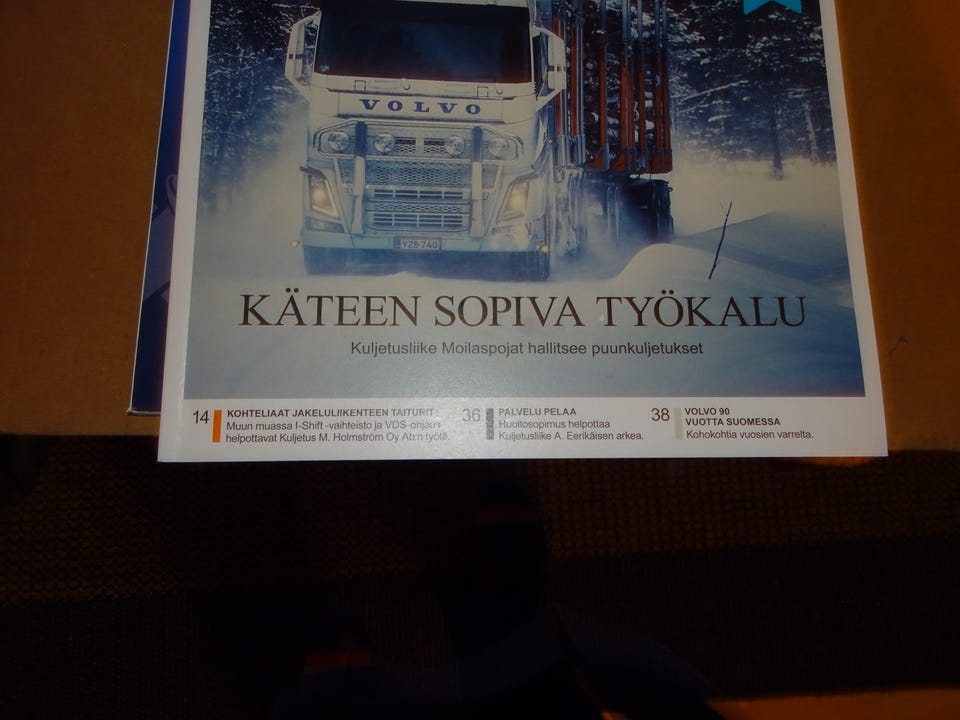 VOLVO
VZB-740
KÄTEEN SOPIVA TYÖKALU
Kuljetusliike Moilaspojat hallitsee puunkuljetukset
14
KOHTELIAAT JAKELULIIKENTEEN TAITURIT
Muun muassa I-Shift -vaihteisto ja VDS-ohjaus
helpottavat Kuljetus M. Holmström Oy Ab:n työtä.
36
PALVELU PELAA
Huoltosopimus helpottaa
Kuljetusliike A. Eerikäisen arkea.
38
VOLVO 90
VUOTTA SUOMESSA
Kohokohtia vuosien varrelta.